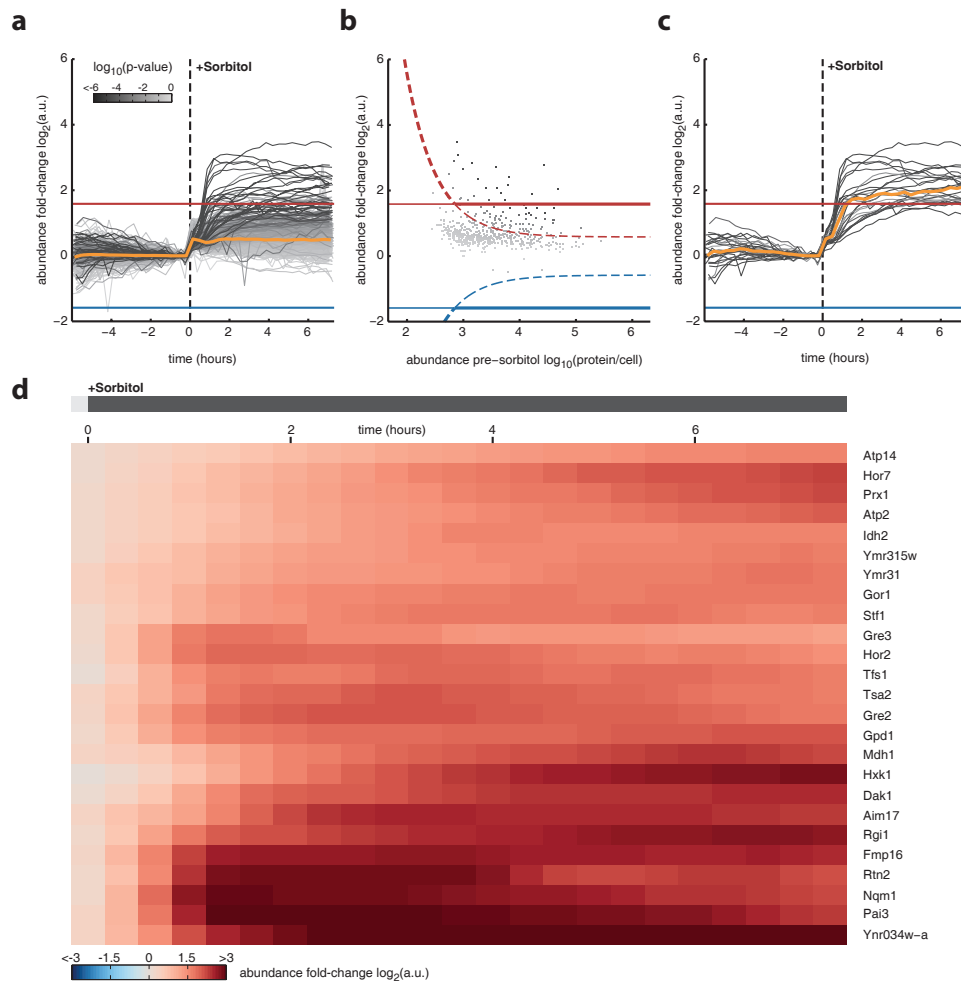 a
b
c
log10(p-value)
<-6 -4 -2 0
+Sorbitol
+Sorbitol
abundance fold-change log2(a.u.)
6
4
2
0
−2
−4 −2 0 2 4 6
time (hours)
abundance fold-change log2(a.u.)
6
4
2
0
−2
2 3 4 5 6
abundance pre-sorbitol log10(protein/cell)
abundance fold-change log2(a.u.)
6
4
2
0
−2
−4 −2 0 2 4 6
time (hours)
d
+Sorbitol
0 2 time (hours) 4 6
Atp14
Hor7
Prx1
Atp2
Idh2
Ymr315w
Ymr31
Gor1
Stf1
Gre3
Hor2
Tfs1
Tsa2
Gre2
Gpd1
Mdh1
Hxk1
Dak1
Aim17
Rgi1
Fmp16
Rtn2
Nqm1
Pai3
Ynr034w-a
<-3 -1.5 0 1.5 >3
abundance fold-change log2(a.u.)